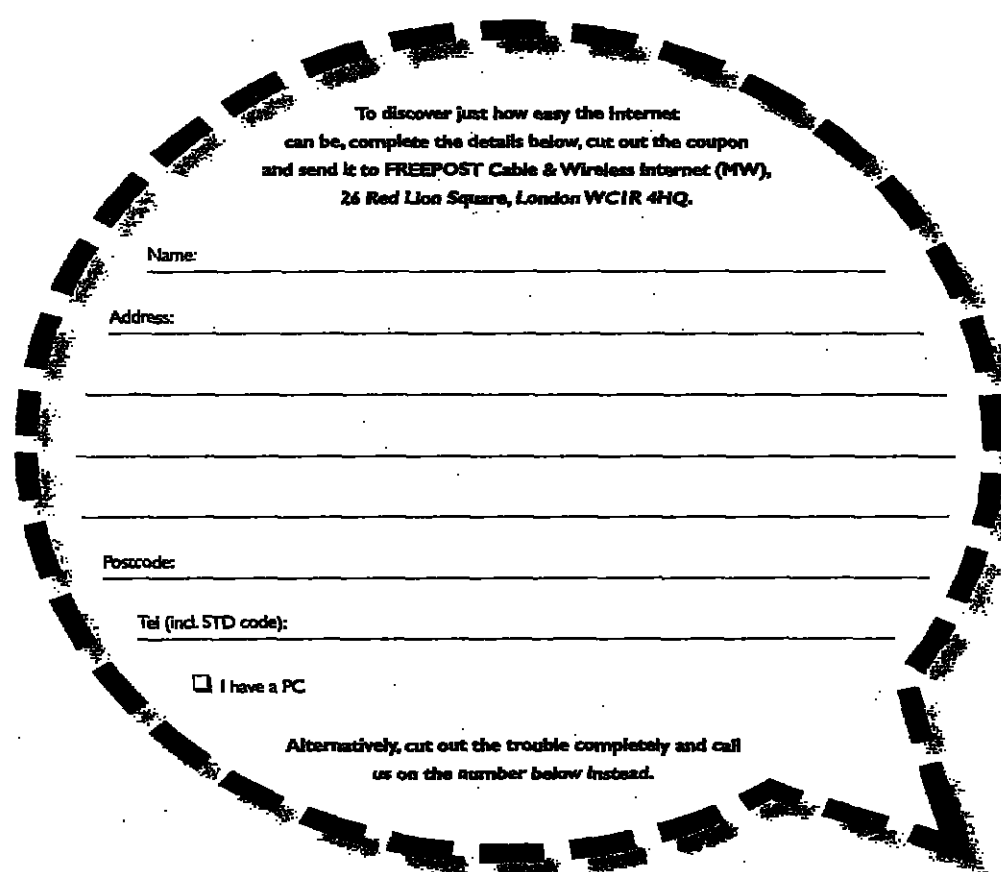 To discover just how easy the internet
can be, complete the details below, cut out the coupon
and send it to FREEPOST Cable & Wireless Internet (MW),
26 Red Lion Square, London WC1R 4HQ.
Name:
Address:
Postcode:
Tel (incl. STD code):
I have a PC
Alternatively, cut out the trouble completely and call
us on the number below instead.